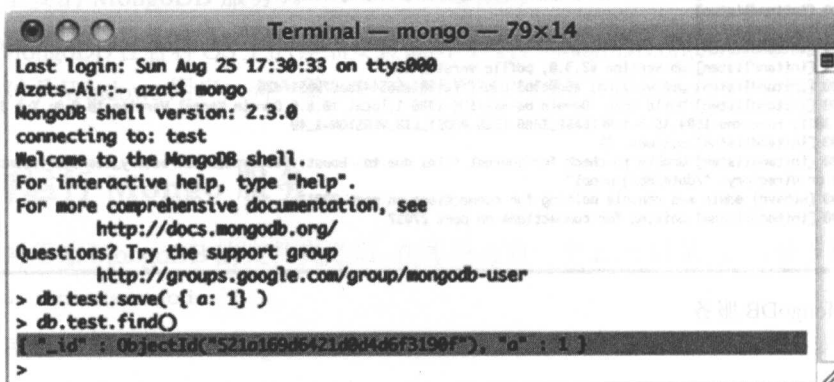 Terminal — mongo — 79×14
Last login: Sun Aug 25 17:30:33 on ttys000
Azats-Air:~ azat$ mongo
MongoDB shell version: 2.3.0
connecting to: test
Welcome to the MongoDB shell.
For interactive help, type "help".
For more comprehensive documentation, see
http://docs.mongodb.org/
Questions? Try the support group
http://groups.google.com/group/mongodb-user
> db.test.save( { a: 1} )
> db.test.find()
{ "_id" : ObjectId("521a169d6421d0d4d6f3190f"), "a" : 1 }
>